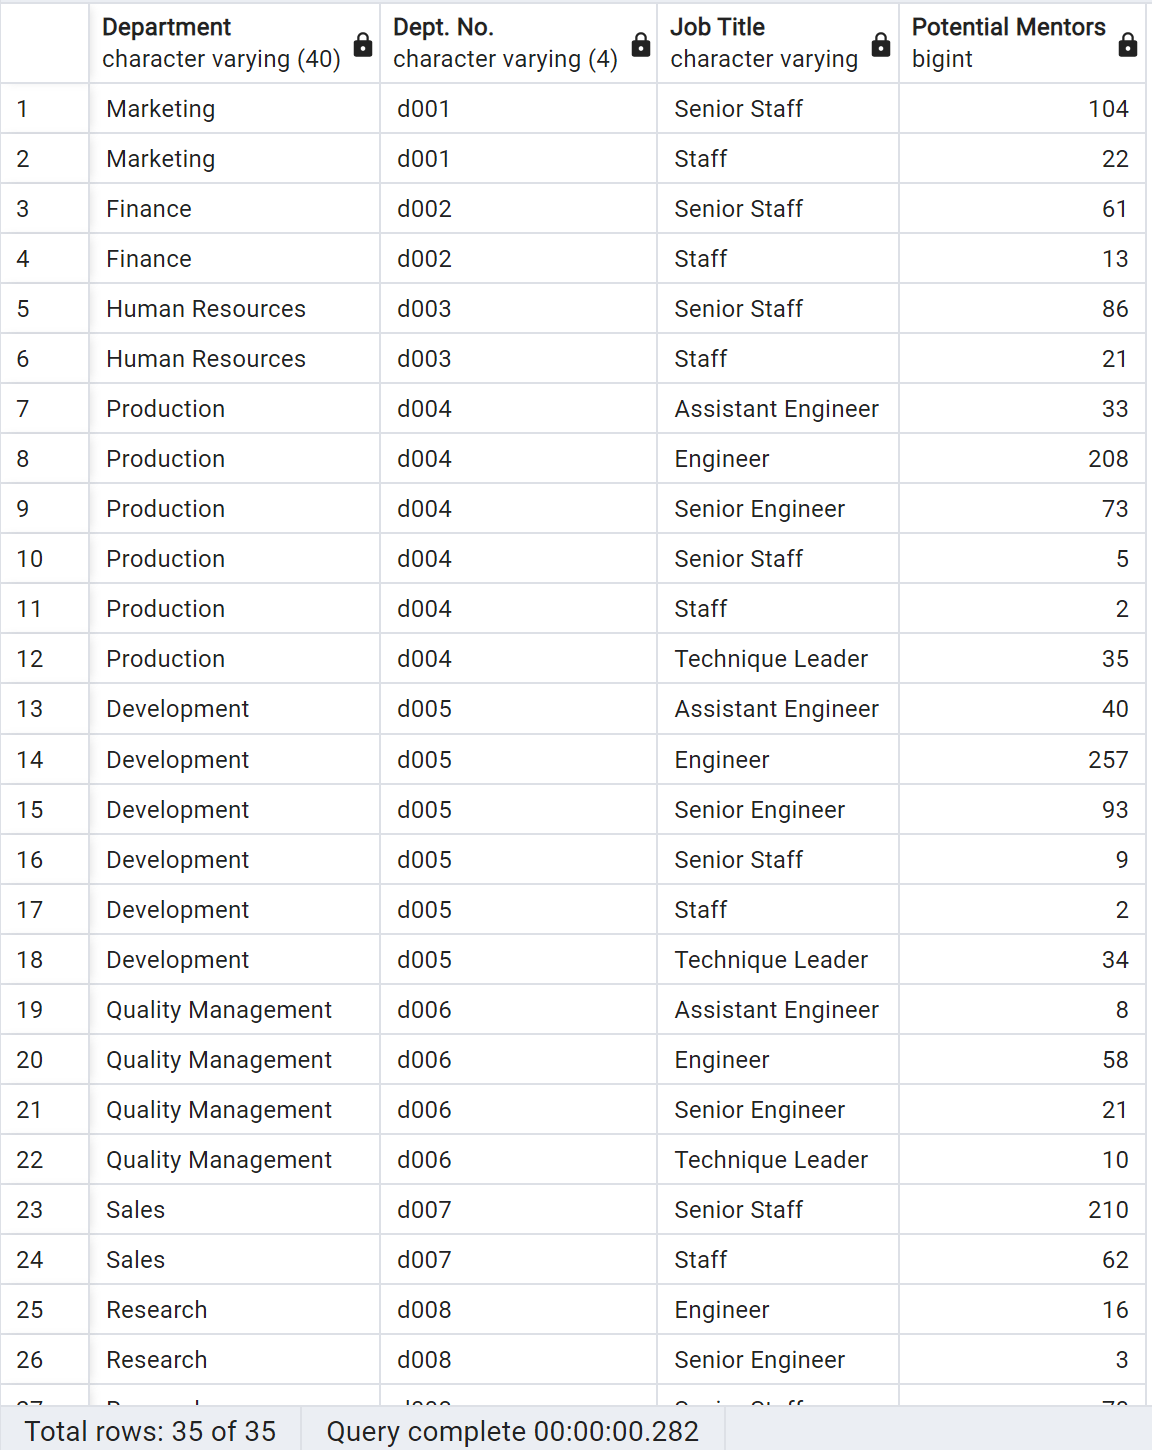 Department Dept. No. Job Title Potential Mentors
character varying (40) character varying (4) character varying bigint
1 Marketing d001 Senior Staff 104
2 Marketing d001 Staff 22
3 Finance d002 Senior Staff 61
4 Finance d002 Staff 13
5 Human Resources d003 Senior Staff 86
6 Human Resources d003 Staff 21
7 Production d004 Assistant Engineer 33
8 Production d004 Engineer 208
9 Production d004 Senior Engineer 73
10 Production d004 Senior Staff 5
11 Production d004 Staff 2
12 Production d004 Technique Leader 35
13 Development d005 Assistant Engineer 40
14 Development d005 Engineer 257
15 Development d005 Senior Engineer 93
16 Development d005 Senior Staff 9
17 Development d005 Staff 2
18 Development d005 Technique Leader 34
19 Quality Management d006 Assistant Engineer 8
20 Quality Management d006 Engineer 58
21 Quality Management d006 Senior Engineer 21
22 Quality Management d006 Technique Leader 10
23 Sales d007 Senior Staff 210
24 Sales d007 Staff 62
25 Research d008 Engineer 16
26 Research d008 Senior Engineer 3
Total rows: 35 of 35 Query complete 00:00:00.282